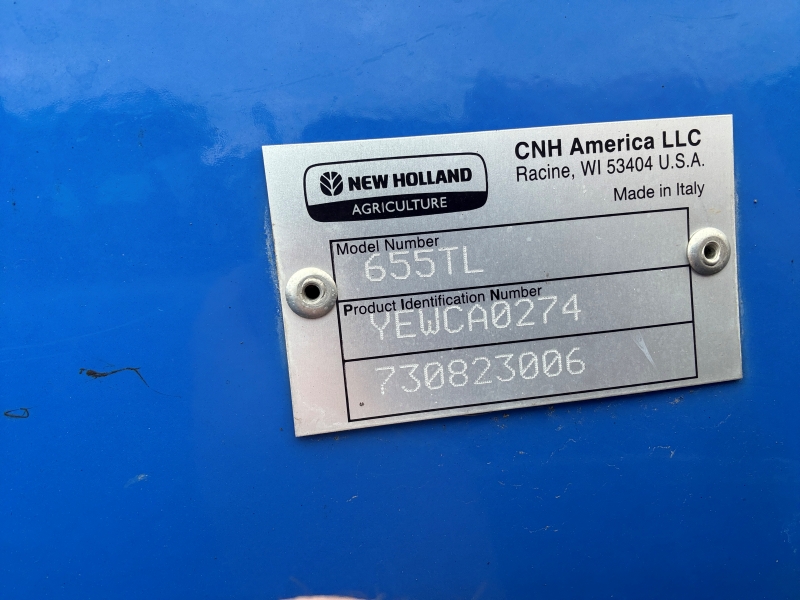 CNH America LLC
Racine, WI 53404 U.S.A.
Made in Italy
NEW HOLLAND
AGRICULTURE
Model Number
655TL
Product Identification Number
YEWCA0274
730823006